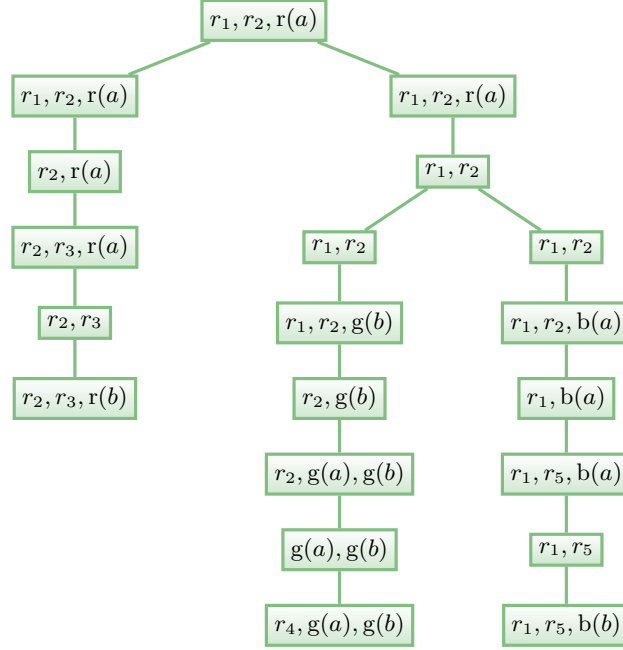 r₁, r₂, r(a)
r₁, r₂, r(a)
r₁, r₂, r(a)
r₂, r(a)
r₁, r₂
r₂, r₃, r(a)
r₁, r₂
r₁, r₂
r₂, r₃
r₁, r₂, g(b)
r₁, r₂, b(a)
r₂, r₃, r(b)
r₂, g(b)
r₁, b(a)
r₂, g(a), g(b)
r₁, r₅, b(a)
g(a), g(b)
r₁, r₅
r₄, g(a), g(b)
r₁, r₅, b(b)